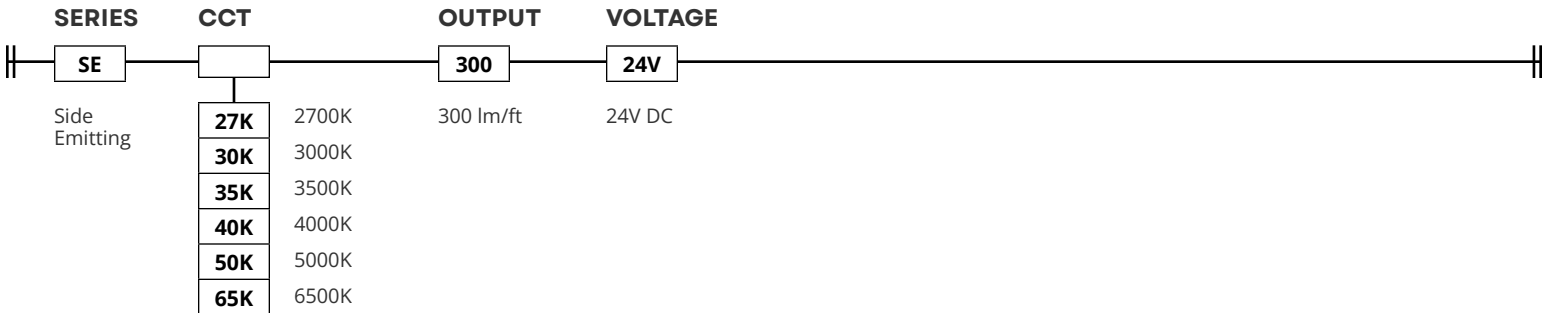 SERIES CCT OUTPUT VOLTAGE
SE 300 24V
Side Emitting 27K 2700K 300 lm/ft 24V DC
30K 3000K
35K 3500K
40K 4000K
50K 5000K
65K 6500K